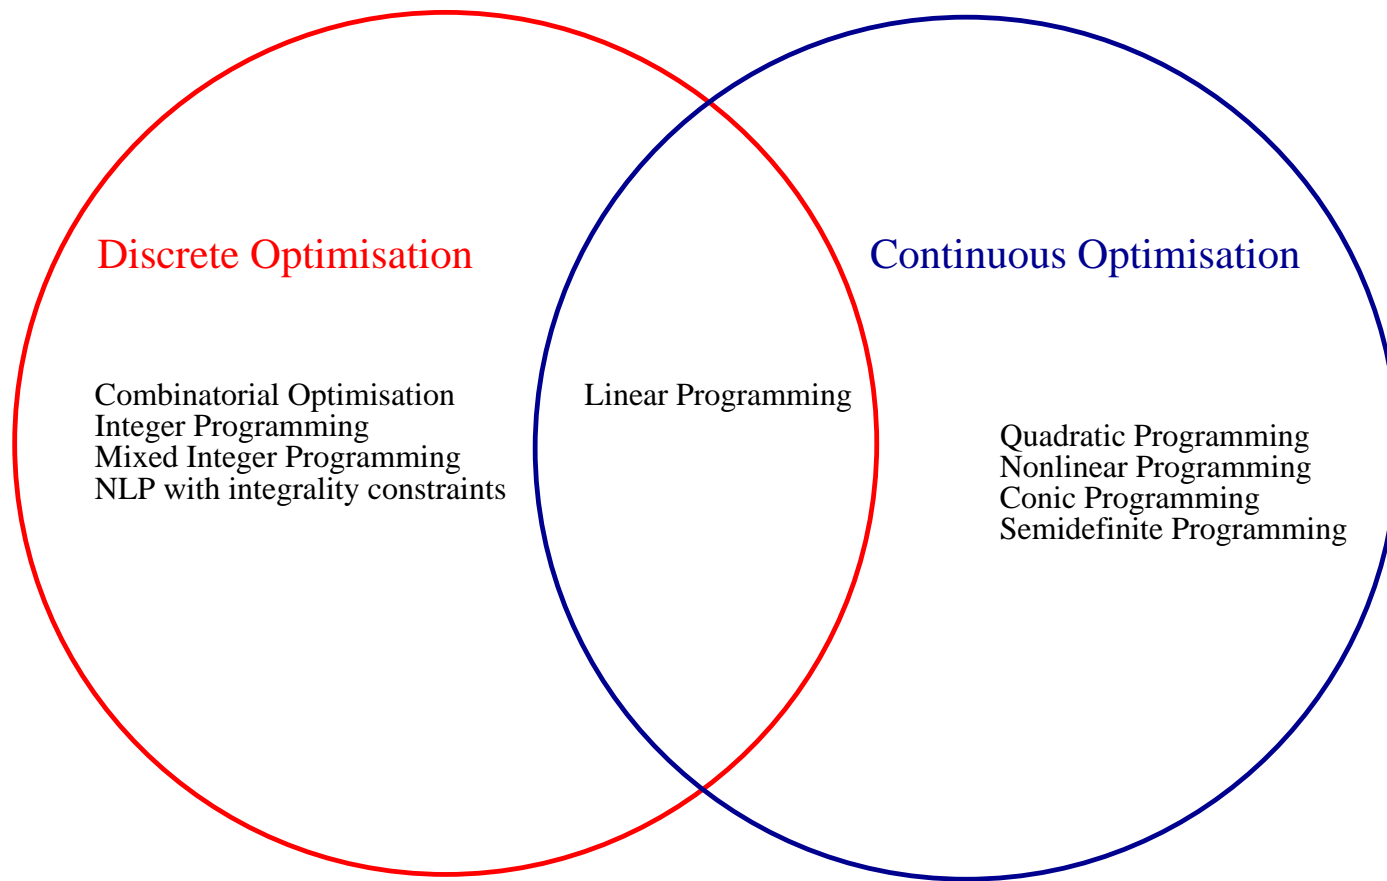 Discrete Optimisation
Combinatorial Optimisation
Integer Programming
Mixed Integer Programming
NLP with integrality constraints
Linear Programming
Continuous Optimisation
Quadratic Programming
Nonlinear Programming
Conic Programming
Semidefinite Programming